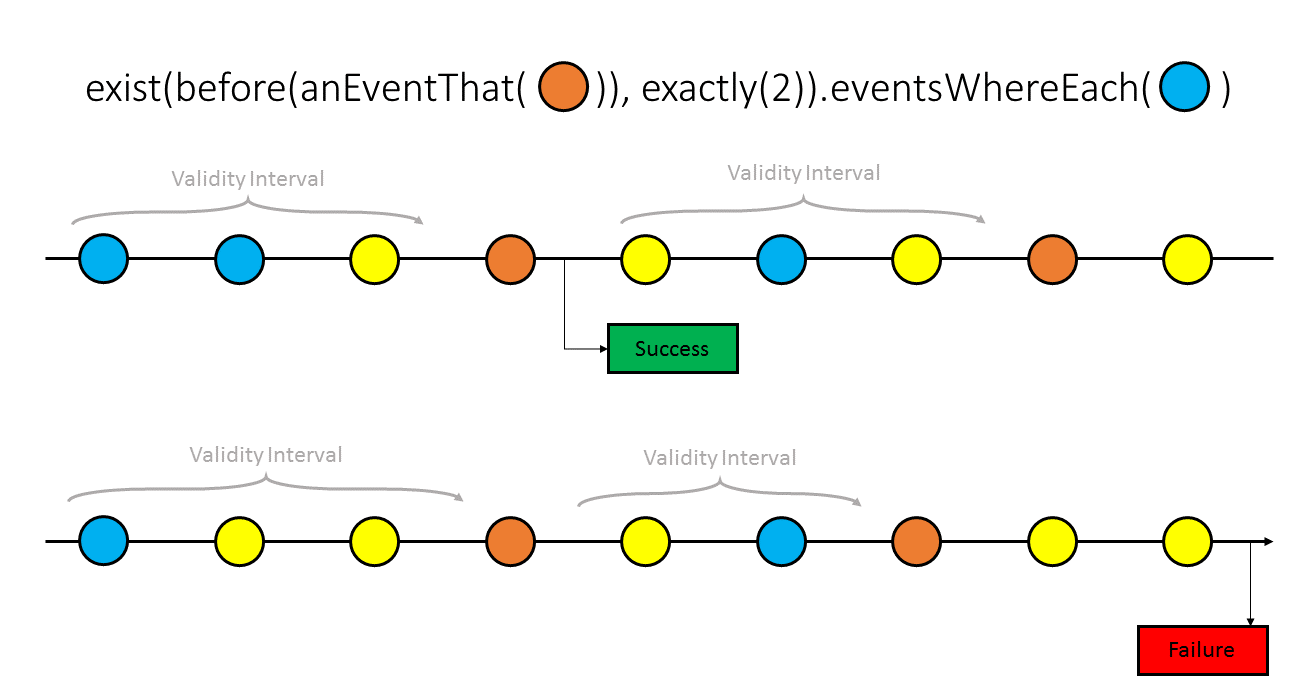 exist(before(anEventThat( )), exactly(2)).eventsWhereEach( )
Validity Interval
Validity Interval
Success
Validity Interval
Validity Interval
Failure